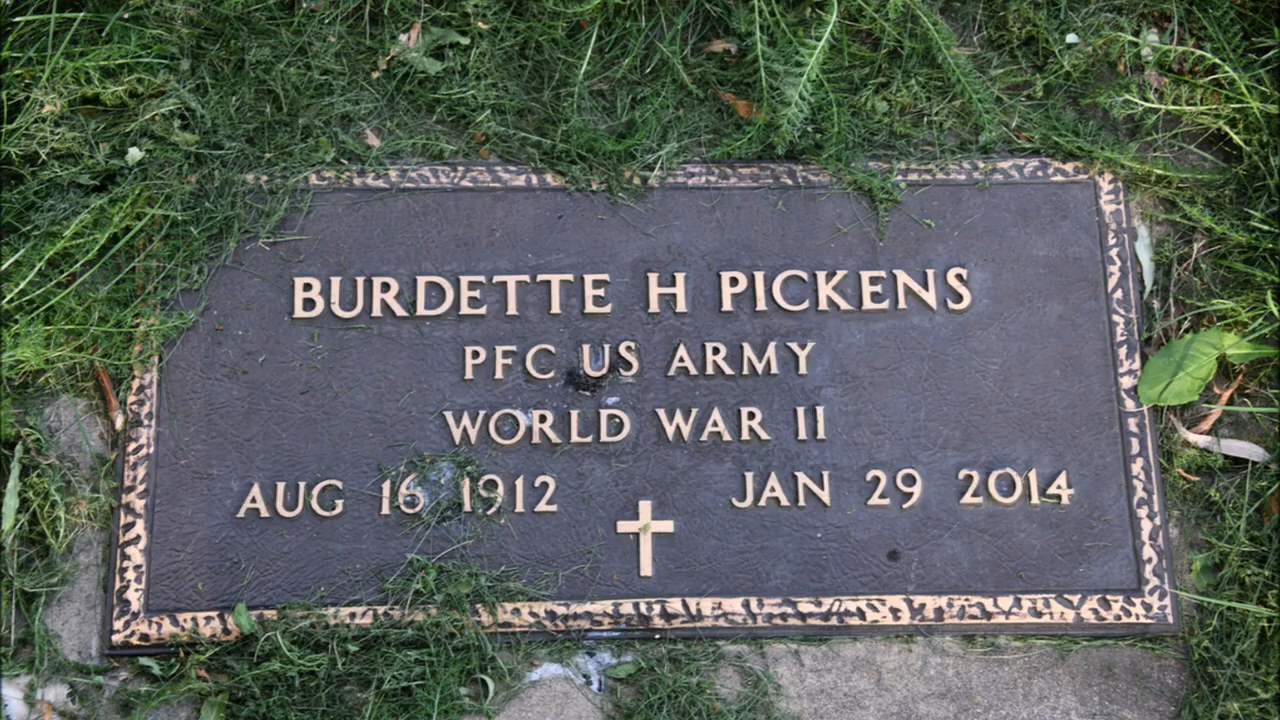 BURDETTE H PICKENS
PFC US ARMY
WORLD WAR II
AUG 16 1912 JAN 29 2014